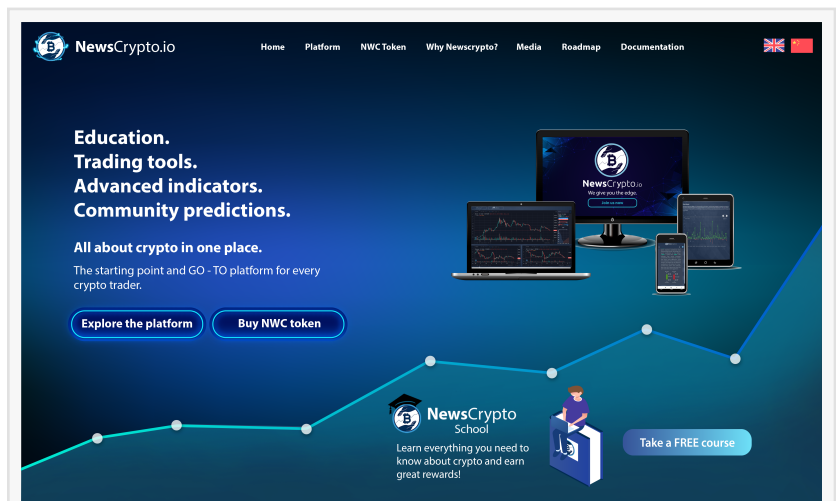 NewsCrypto.io
Home Platform NWC Token Why Newscrypto? Media Roadmap Documentation
Education.
Trading tools.
Advanced indicators.
Community predictions.
All about crypto in one place.
The starting point and GO - TO platform for every
crypto trader.
Explore the platform
Buy NWC token
NewsCrypto.io
We give you the edge.
NewsCrypto
School
Learn everything you need to
know about crypto and earn
great rewards!
Take a FREE course